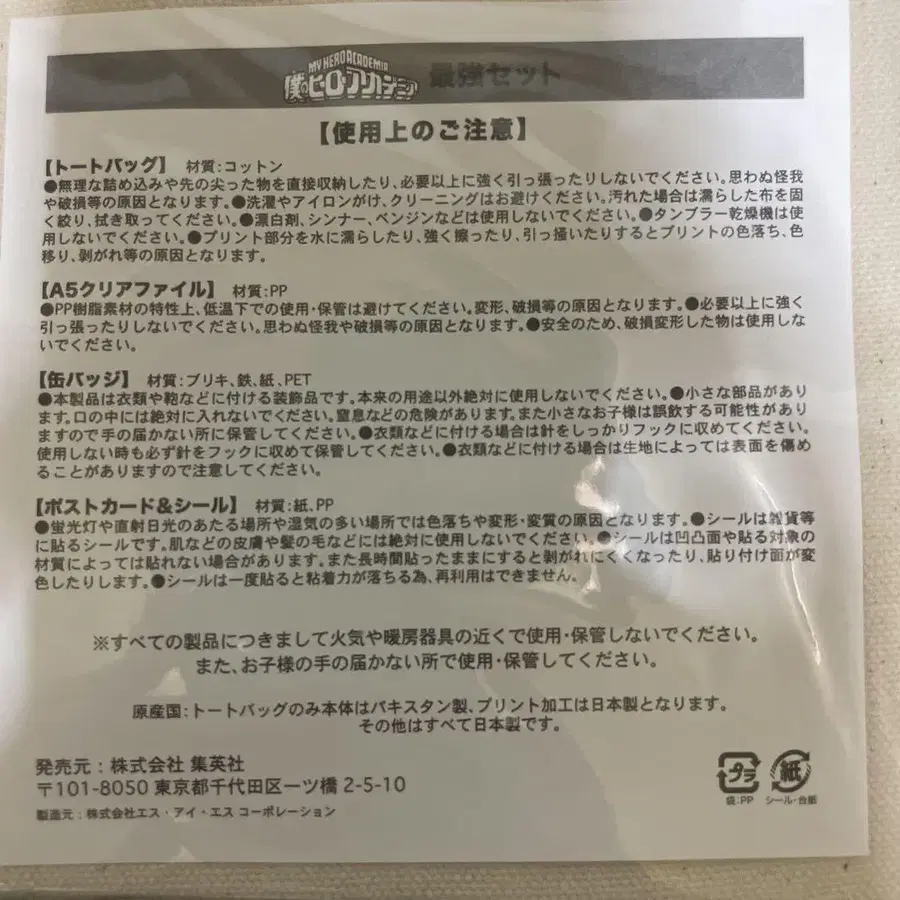 MY HERO ACADEMIA
僕のヒーローアカデミア 最強セット
【使用上のご注意】
【トートバッグ】 材質:コットン
●無理な詰め込みや先の尖った物を直接収納したり、必要以上に強く引っ張ったりしないでください。思わぬ怪我
や破損等の原因となります。●洗濯やアイロンがけ、クリーニングはお避けください。汚れた場合は濡らした布を固
く絞り、拭き取ってください。●漂白剤、シンナー、ベンジンなどは使用しないでください。●タンブラー乾燥機は使
用しないでください。●プリント部分を水に濡らしたり、強く擦ったり、引っ掻いたりするとプリントの色落ち、色
移り、剥がれ等の原因となります。
【A5クリアファイル】 材質:PP
●PP樹脂素材の特性上、低温下での使用・保管は避けてください。変形、破損等の原因となります。●必要以上に強く
引っ張ったりしないでください。思わぬ怪我や破損等の原因となります。●安全のため、破損変形した物は使用しな
いでください。
【缶バッジ】 材質:ブリキ、鉄、紙、PET
●本製品は衣類や鞄などに付ける装飾品です。本来の用途以外絶対に使用しないでください。●小さな部品があり
ます。口の中には絶対に入れないでください。窒息などの危険があります。また小さなお子様は誤飲する可能性があり
ますので手の届かない所に保管してください。●衣類などに付ける場合は針をしっかりフックに収めてください。
使用しない時も必ず針をフックに収めて保管してください。●衣類などに付ける場合は生地によっては表面を傷め
ることがありますので注意してください。
【ポストカード&シール】 材質:紙、PP
●蛍光灯や直射日光のあたる場所や湿気の多い場所では色落ちや変形・変質の原因となります。●シールは雑貨等
に貼るシールです。肌などの皮膚や髪の毛などには絶対に使用しないでください。●シールは凹凸面や貼る対象の
材質によっては貼れない場合があります。また長時間貼ったままにすると剥がれにくくなったり、貼り付け面が変
色したりします。●シールは一度貼ると粘着力が落ちる為、再利用はできません。
※すべての製品につきまして火気や暖房器具の近くで使用・保管しないでください。
また、お子様の手の届かない所で使用・保管してください。
原産国:トートバッグのみ本体はパキスタン製、プリント加工は日本製となります。
その他はすべて日本製です。
発売元:株式会社 集英社
〒101-8050 東京都千代田区一ツ橋 2-5-10
製造元:株式会社エス・アイ・エス コーポレーション
プラ 紙
袋:PP シール・台紙